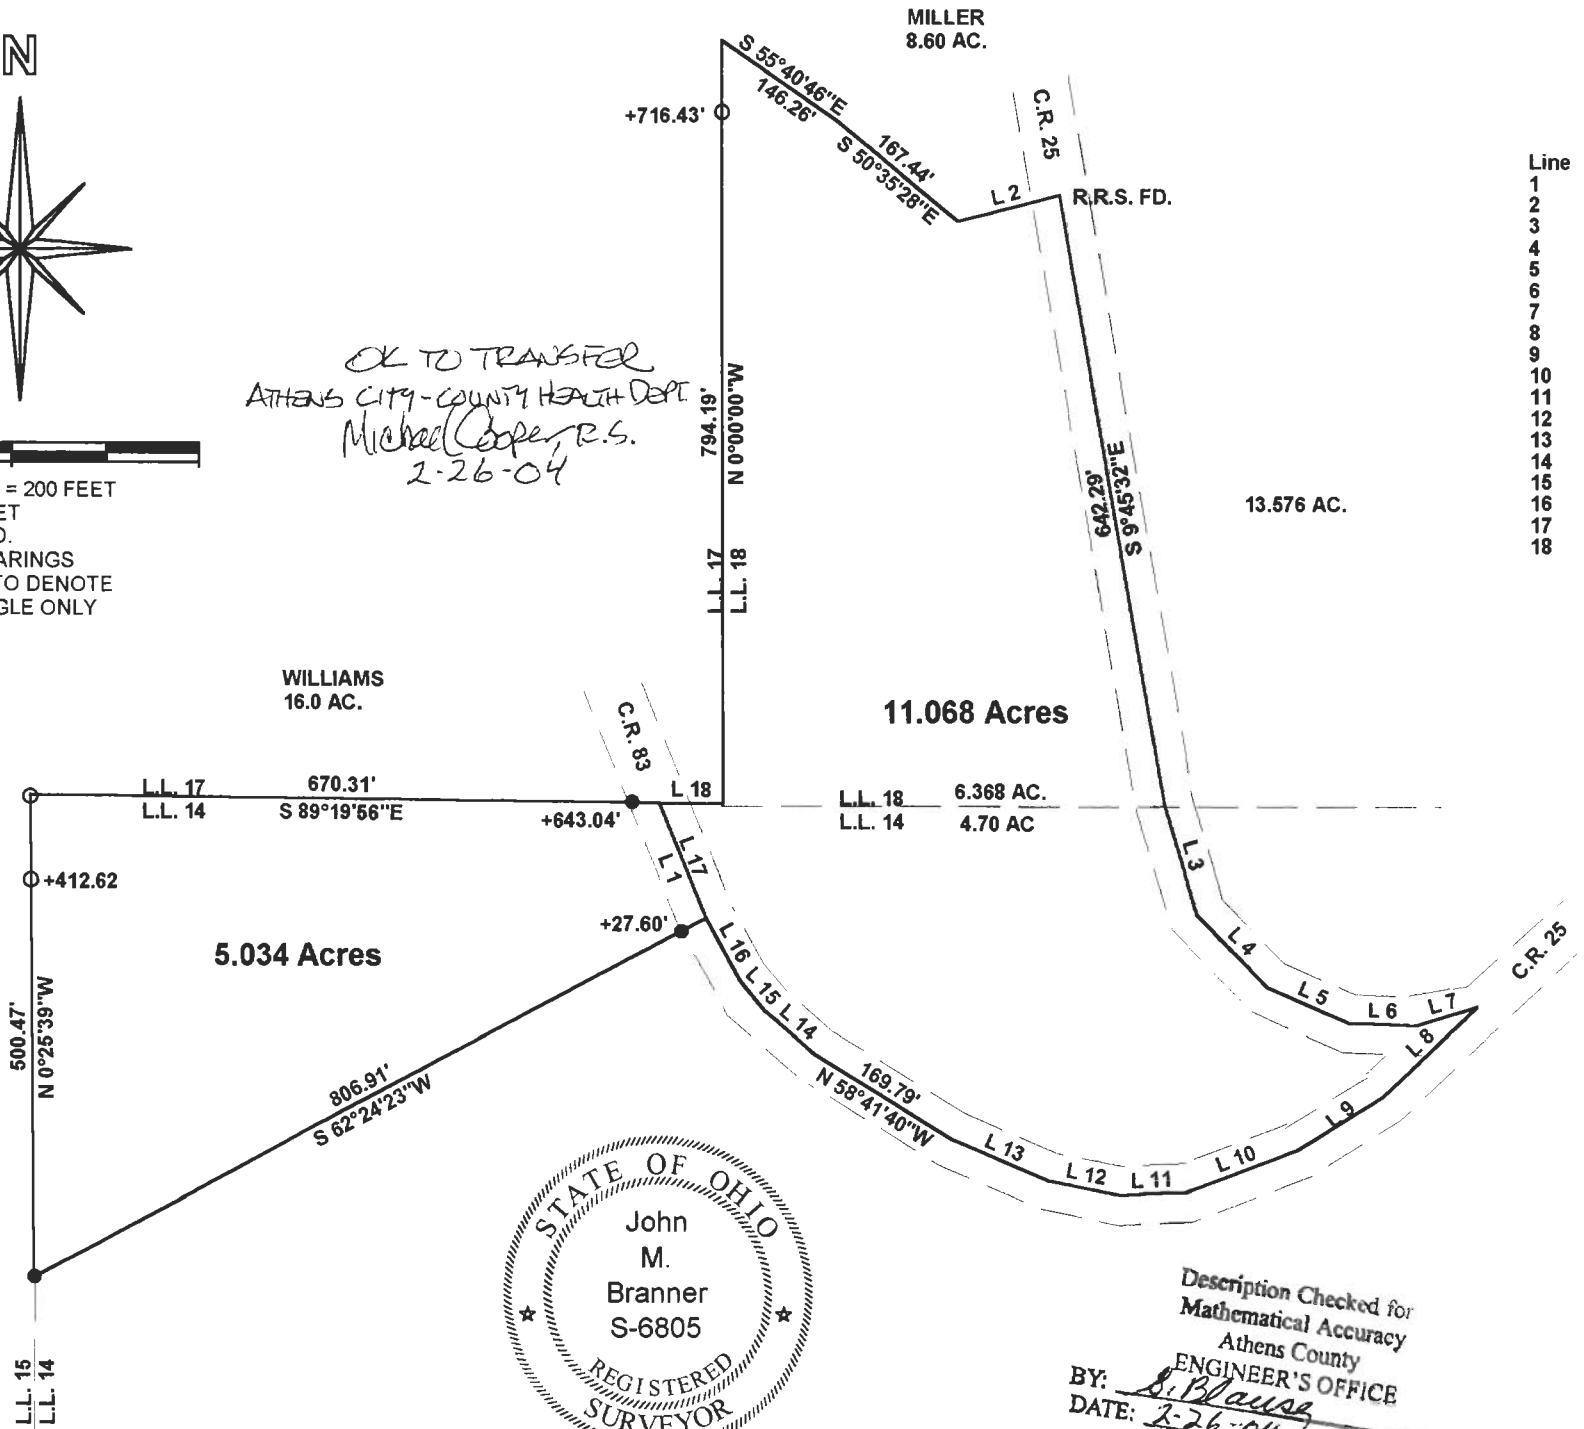 N
MILLER
8.60 AC.
S 55°40'46"E
146.26'
+716.43'
167.44'
S 50°35'28"E
C.R. 25
L 2
R.R.S. FD.
Line
1
2
3
4
5
6
7
8
9
10
11
12
13
14
15
16
17
18
OK TO TRANSFER
ATHENS CITY-COUNTY HEALTH DEPT.
Michael Cooper, R.S.
2-26-04
= 200 FEET
ET
D.
ARINGS
TO DENOTE
GLE ONLY
794.19'
N 0°00'00"W
L.L. 17
L.L. 18
642.29'
S 9°45'32"E
13.576 AC.
WILLIAMS
16.0 AC.
C.R. 83
11.068 Acres
L.L. 17
670.31'
L 18
L.L. 14
S 89°19'56"E
+643.04'
L.L. 18
6.368 AC.
L.L. 14
4.70 AC
L 17
L 1
L 3
+412.62
+27.60'
5.034 Acres
L 16
L 15
L 14
L 4
L 5
L 6
L 7
L 8
C.R. 25
500.47'
N 0°25'39"W
806.91'
S 62°24'23"W
169.79'
N 58°41'40"W
L 9
L 10
L 11
L 12
L 13
STATE OF OHIO
John
M.
Branner
S-6805
REGISTERED
SURVEYOR
L.L. 15
L.L. 14
Description Checked for
Mathematical Accuracy
Athens County
ENGINEER'S OFFICE
BY: S. Blause
DATE: 2-26-04